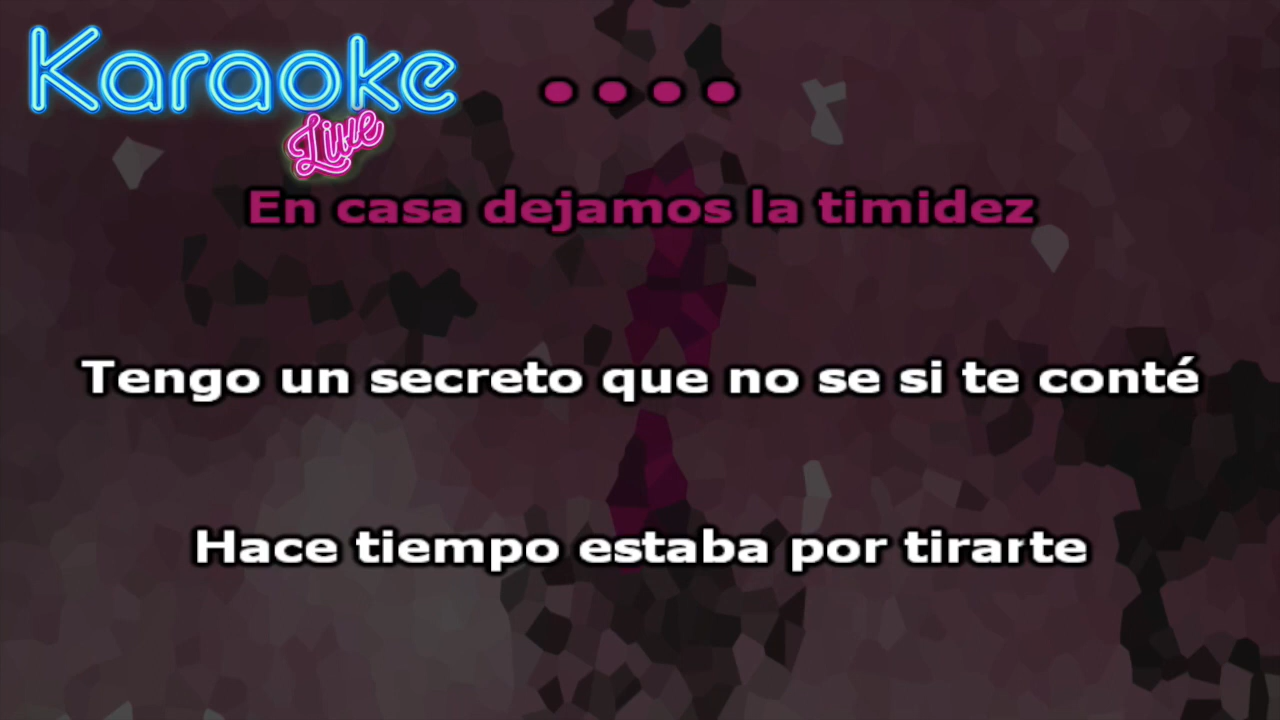 Karaoke
Live
En casa dejamos la timidez
Tengo un secreto que no se si te conté
Hace tiempo estaba por tirarte